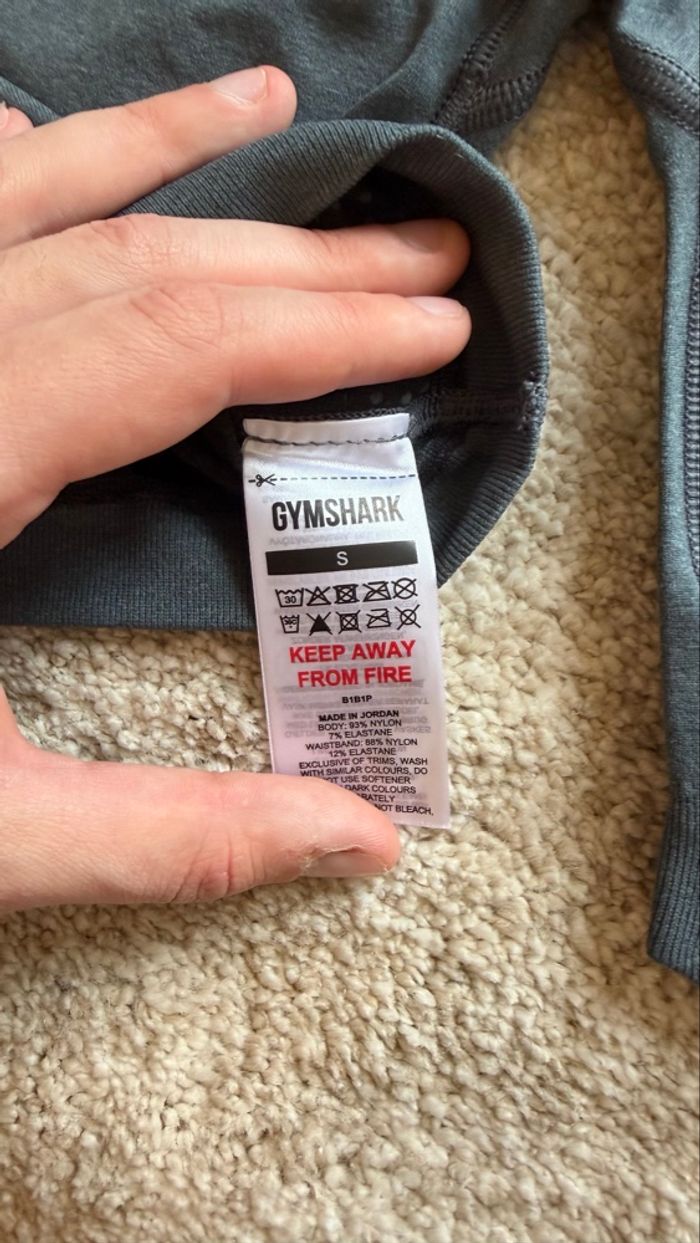 GYMSHARK
S
30
KEEP AWAY
FROM FIRE
B1B1P
MADE IN JORDAN
BODY: 93% NYLON
7% ELASTANE
WAISTBAND: 88% NYLON
12% ELASTANE
EXCLUSIVE OF TRIMS, WASH
WITH SIMILAR COLOURS, DO
USE SOFTENER
DARK COLOURS
NOT BLEACH,